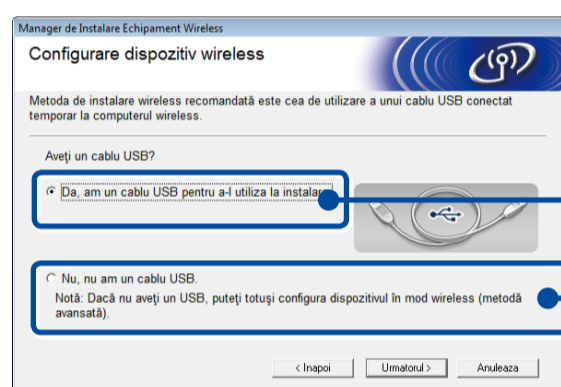 Manager de Instalare Echipament Wireless
Configurare dispozitiv wireless
Metoda de instalare wireless recomandată este cea de utilizare a unui cablu USB conectat
temporar la computerul wireless.
Aveţi un cablu USB?
Da, am un cablu USB pentru a-l utiliza la instalare.
Nu, nu am un cablu USB.
Notă: Dacă nu aveţi un USB, puteţi totuşi configura dispozitivul în mod wireless (metodă
avansată).
< Inapoi
Urmatorul >
Anuleaza